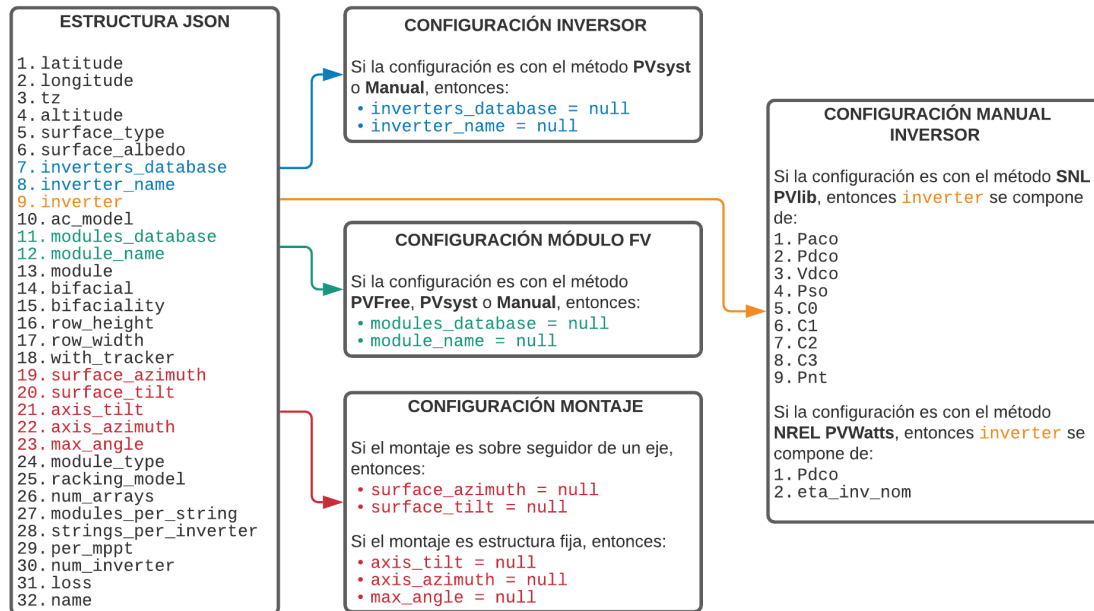 ESTRUCTURA JSON
1. latitude
2. longitude
3. tz
4. altitude
5. surface_type
6. surface_albedo
7. inverters_database
8. inverter_name
9. inverter
10. ac_model
11. modules_database
12. module_name
13. module
14. bifacial
15. bifaciality
16. row_height
17. row_width
18. with_tracker
19. surface_azimuth
20. surface_tilt
21. axis_tilt
22. axis_azimuth
23. max_angle
24. module_type
25. racking_model
26. num_arrays
27. modules_per_string
28. strings_per_inverter
29. per_mppt
30. num_inverter
31. loss
32. name
CONFIGURACIÓN INVERSOR
Si la configuración es con el método PVsyst
o Manual, entonces:
• inverters_database = null
• inverter_name = null
CONFIGURACIÓN MÓDULO FV
Si la configuración es con el método
PVFree, PVsyst o Manual, entonces:
• modules_database = null
• module_name = null
CONFIGURACIÓN MONTAJE
Si el montaje es sobre seguidor de un eje,
entonces:
• surface_azimuth = null
• surface_tilt = null
Si el montaje es estructura fija, entonces:
• axis_tilt = null
• axis_azimuth = null
• max_angle = null
CONFIGURACIÓN MANUAL
INVERSOR
Si la configuración es con el método SNL
PVlib, entonces inverter se compone
de:
1. Paco
2. Pdco
3. Vdco
4. Pso
5. C0
6. C1
7. C2
8. C3
9. Pnt
Si la configuración es con el método
NREL PVWatts, entonces inverter se
compone de:
1. Pdco
2. eta_inv_nom